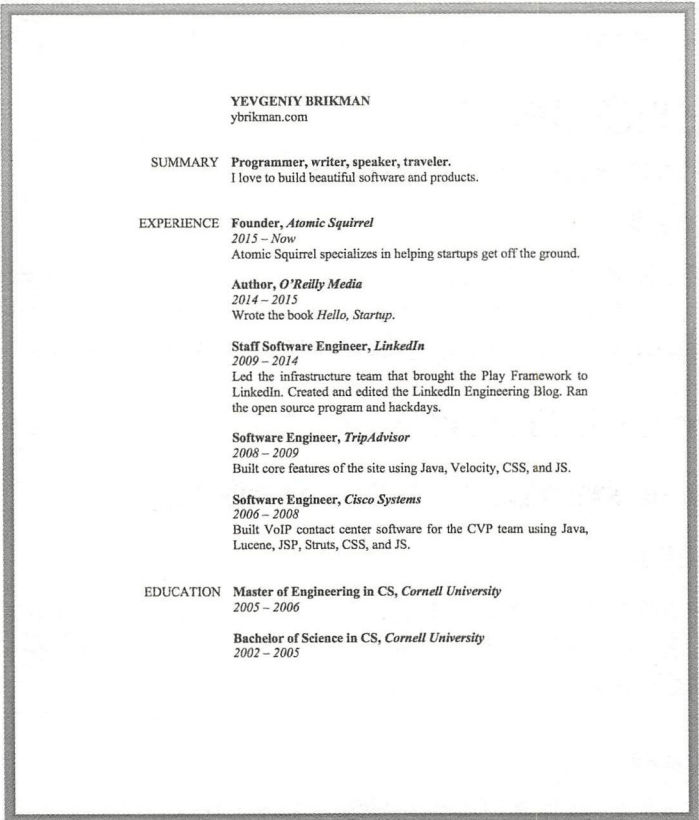 YEVGENIY BRIKMAN
ybrikman.com
SUMMARY Programmer, writer, speaker, traveler.
I love to build beautiful software and products.
EXPERIENCE Founder, Atomic Squirrel
2015 – Now
Atomic Squirrel specializes in helping startups get off the ground.
Author, O'Reilly Media
2014 – 2015
Wrote the book Hello, Startup.
Staff Software Engineer, LinkedIn
2009 – 2014
Led the infrastructure team that brought the Play Framework to
LinkedIn. Created and edited the LinkedIn Engineering Blog. Ran
the open source program and hackdays.
Software Engineer, TripAdvisor
2008 – 2009
Built core features of the site using Java, Velocity, CSS, and JS.
Software Engineer, Cisco Systems
2006 – 2008
Built VoIP contact center software for the CVP team using Java,
Lucene, JSP, Struts, CSS, and JS.
EDUCATION Master of Engineering in CS, Cornell University
2005 – 2006
Bachelor of Science in CS, Cornell University
2002 – 2005